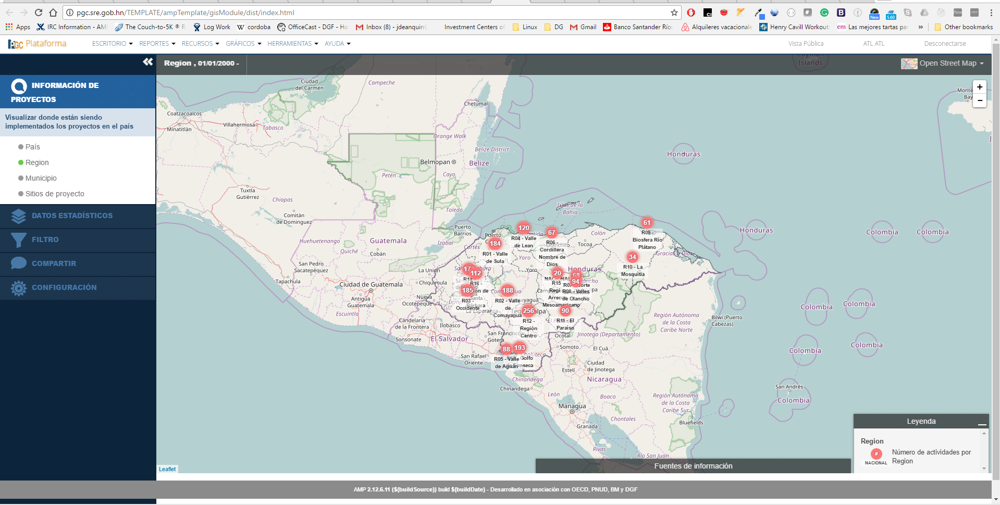 pgc.sre.gob.hn/TEMPLATE/ampTemplate/gisModule/dist/index.html
Apps
IRC Information - AM
The Couch-to-5K ® R
Log Work
cordoba
OfficeCast - DGF - Ho
Inbox (8) - jdeanquin
Investment Centers of
Linux
DG
Gmail
Banco Santander Río:
Alquileres vacacionale
Henry Cavill Workout:
Las mejores tartas par
» Other bookmarks
PGC Plataforma
ESCRITORIO
REPORTES
RECURSOS
GRÁFICOS
HERRAMIENTAS
AYUDA
Vista Pública
ATL ATL
Desconectarse
Region , 01/01/2000 -
Open Street Map
INFORMACIÓN DE
PROYECTOS
Visualizar donde están siendo
implementados los proyectos en el país
País
Region
Municipio
Sitios de proyecto
DATOS ESTADÍSTICOS
FILTRO
COMPARTIR
CONFIGURACIÓN
+
−
Cayman
Islands
Ciudad
del Carmen
Campeche
Chetumal
Coatzacoalcos
Minatitlán
Villahermosa
Tabasco
Orange Walk
Belize District
Belmopan
Belize
Cayo
Petén
Toledo
Tuxtla
Gutiérrez
Chiapas
Comitán
de Dominguez
Huehuetenango
Guatemala
Quiché
Cobán
Izabal
Puerto
Barrios
San Pedro
Sacatepéquez
Tapachula
Ciudad de Guatemala
Antigua
Guatemala
Escuintla
La Union
Chiquimula
Nueva
Ocotepeque
Candelaria
de la Frontera
Ilobasco
Sonsonate
El Salvador
San Francisco
Gotera
San Rafael
Oriente
Islas de la
Bahía
Honduras
Honduras
Honduras
Colombia
Colombia
Colombia
Colombia
Colombia
Colombia
Colombia
Colón
Tocoa
Yoro
Yoro
Gracias a Dios
120
R04 - Valle
de Lean
67
R06 -
Cordillera
Nombre de
Dios
61
R09 -
Biosfera Río
Plátano
184
R01 - Valle
de Sula
34
R10 - La
Mosquitia
112
R16 -
185
R03 -
Occidente
188
R02 - Valle
de
Comayagua
20
NACIONAL
R15
68
94
R08 - Valles
de Olancho
Mesoamericano
256
R12 -
Región
Centro
90
R11 - El
Paraíso
88
R05 - Valle
de Aguán
193
Golfo
La Esperanza
Choluteca
Ocotal
Somoto
Jinotega (Departamento)
El Cuá
Ciudad
de Jinotega
Estelí
Nicaragua
Chinandega
Chinandega
León
Boaco
Managua
Chontales
Granada
Rivas
Río San Juan
Región Autónoma
de la Costa
Caribe Norte
Bilwi (Puerto
Cabezas)
Región Autónoma
de la Costa
Caribe Sur
Bluefields
San Andrés
Leyenda
Region
#
NACIONAL
Número de actividades por
Region
Fuentes de información
Leaflet
AMP 2.12.6.11 (${buildSource}) build ${buildDate} - Desarrollado en asociación con OECD, PNUD, BM y DGF